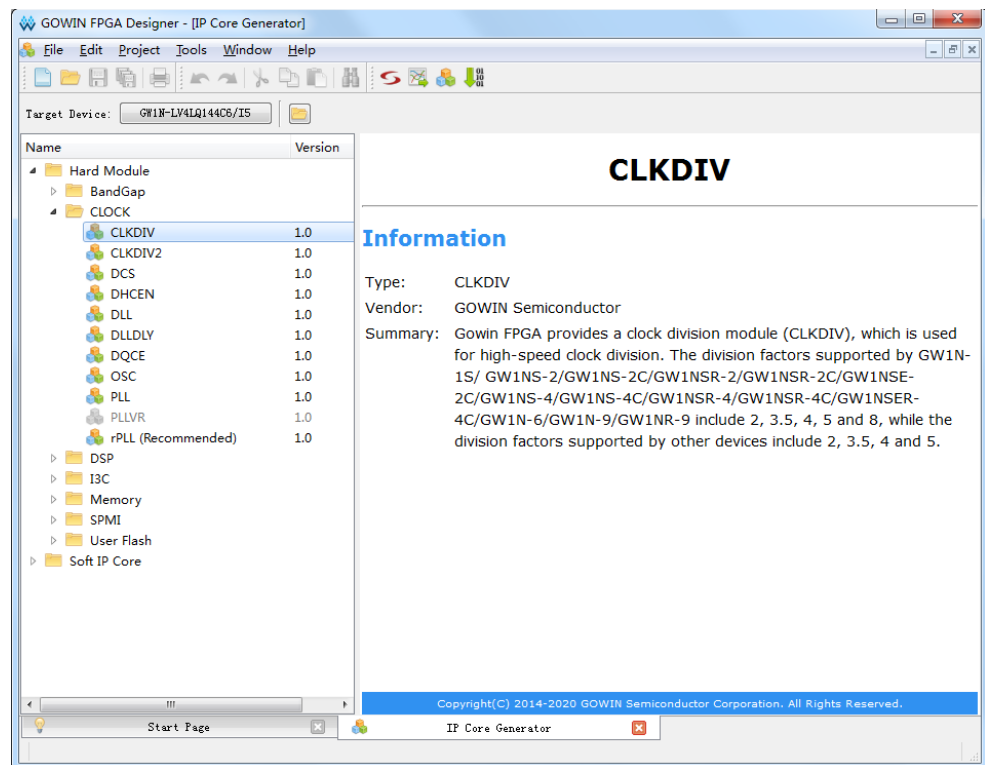 GOWIN FPGA Designer - [IP Core Generator]
File Edit Project Tools Window Help
Target Device: GW1N-LV4LQ144C6/I5
Name Version
Hard Module
BandGap
CLOCK
CLKDIV 1.0
CLKDIV2 1.0
DCS 1.0
DHCEN 1.0
DLL 1.0
DLLDLY 1.0
DQCE 1.0
OSC 1.0
PLL 1.0
PLLVR 1.0
rPLL (Recommended) 1.0
DSP
I3C
Memory
SPMI
User Flash
Soft IP Core
CLKDIV
Information
Type: CLKDIV
Vendor: GOWIN Semiconductor
Summary: Gowin FPGA provides a clock division module (CLKDIV), which is used
for high-speed clock division. The division factors supported by GW1N-
1S/ GW1NS-2/GW1NS-2C/GW1NSR-2/GW1NSR-2C/GW1NSE-
2C/GW1NS-4/GW1NS-4C/GW1NSR-4/GW1NSR-4C/GW1NSER-
4C/GW1N-6/GW1N-9/GW1NR-9 include 2, 3.5, 4, 5 and 8, while the
division factors supported by other devices include 2, 3.5, 4 and 5.
Copyright(C) 2014-2020 GOWIN Semiconductor Corporation. All Rights Reserved.
Start Page IP Core Generator